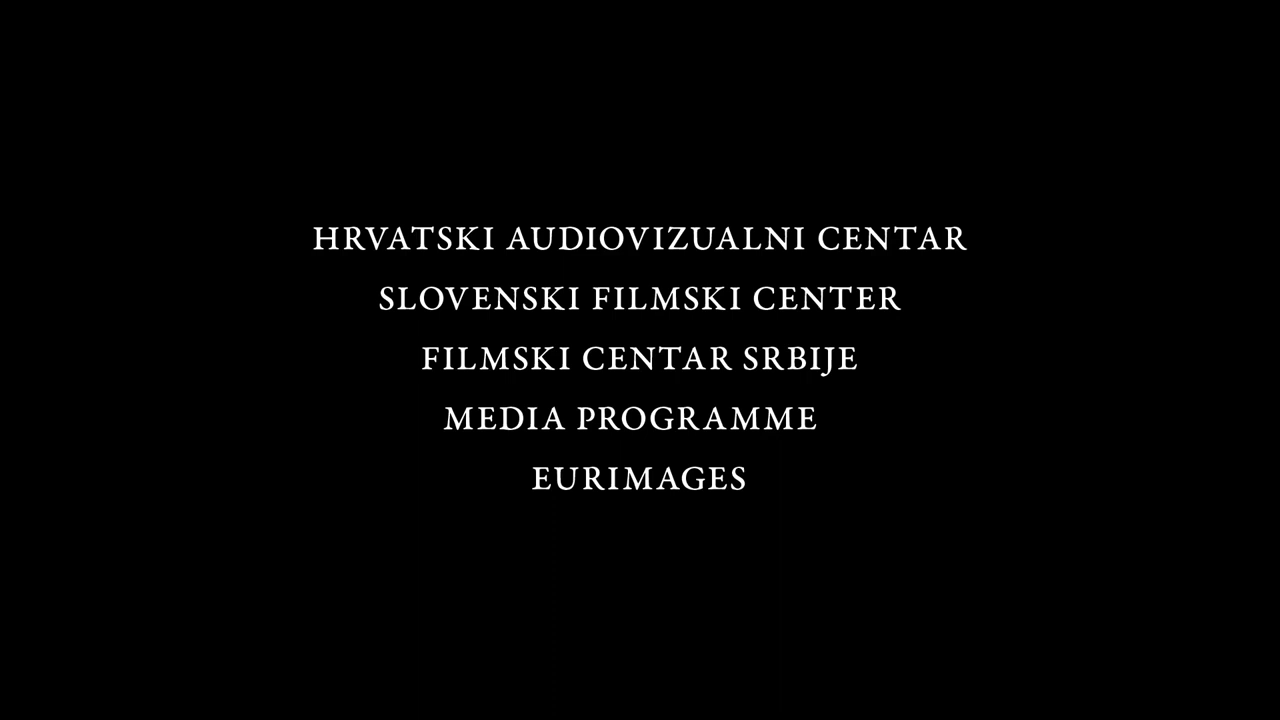 HRVATSKI AUDIOVIZUALNI CENTAR
SLOVENSKI FILMSKI CENTER
FILMSKI CENTAR SRBIJE
MEDIA PROGRAMME
EURIMAGES